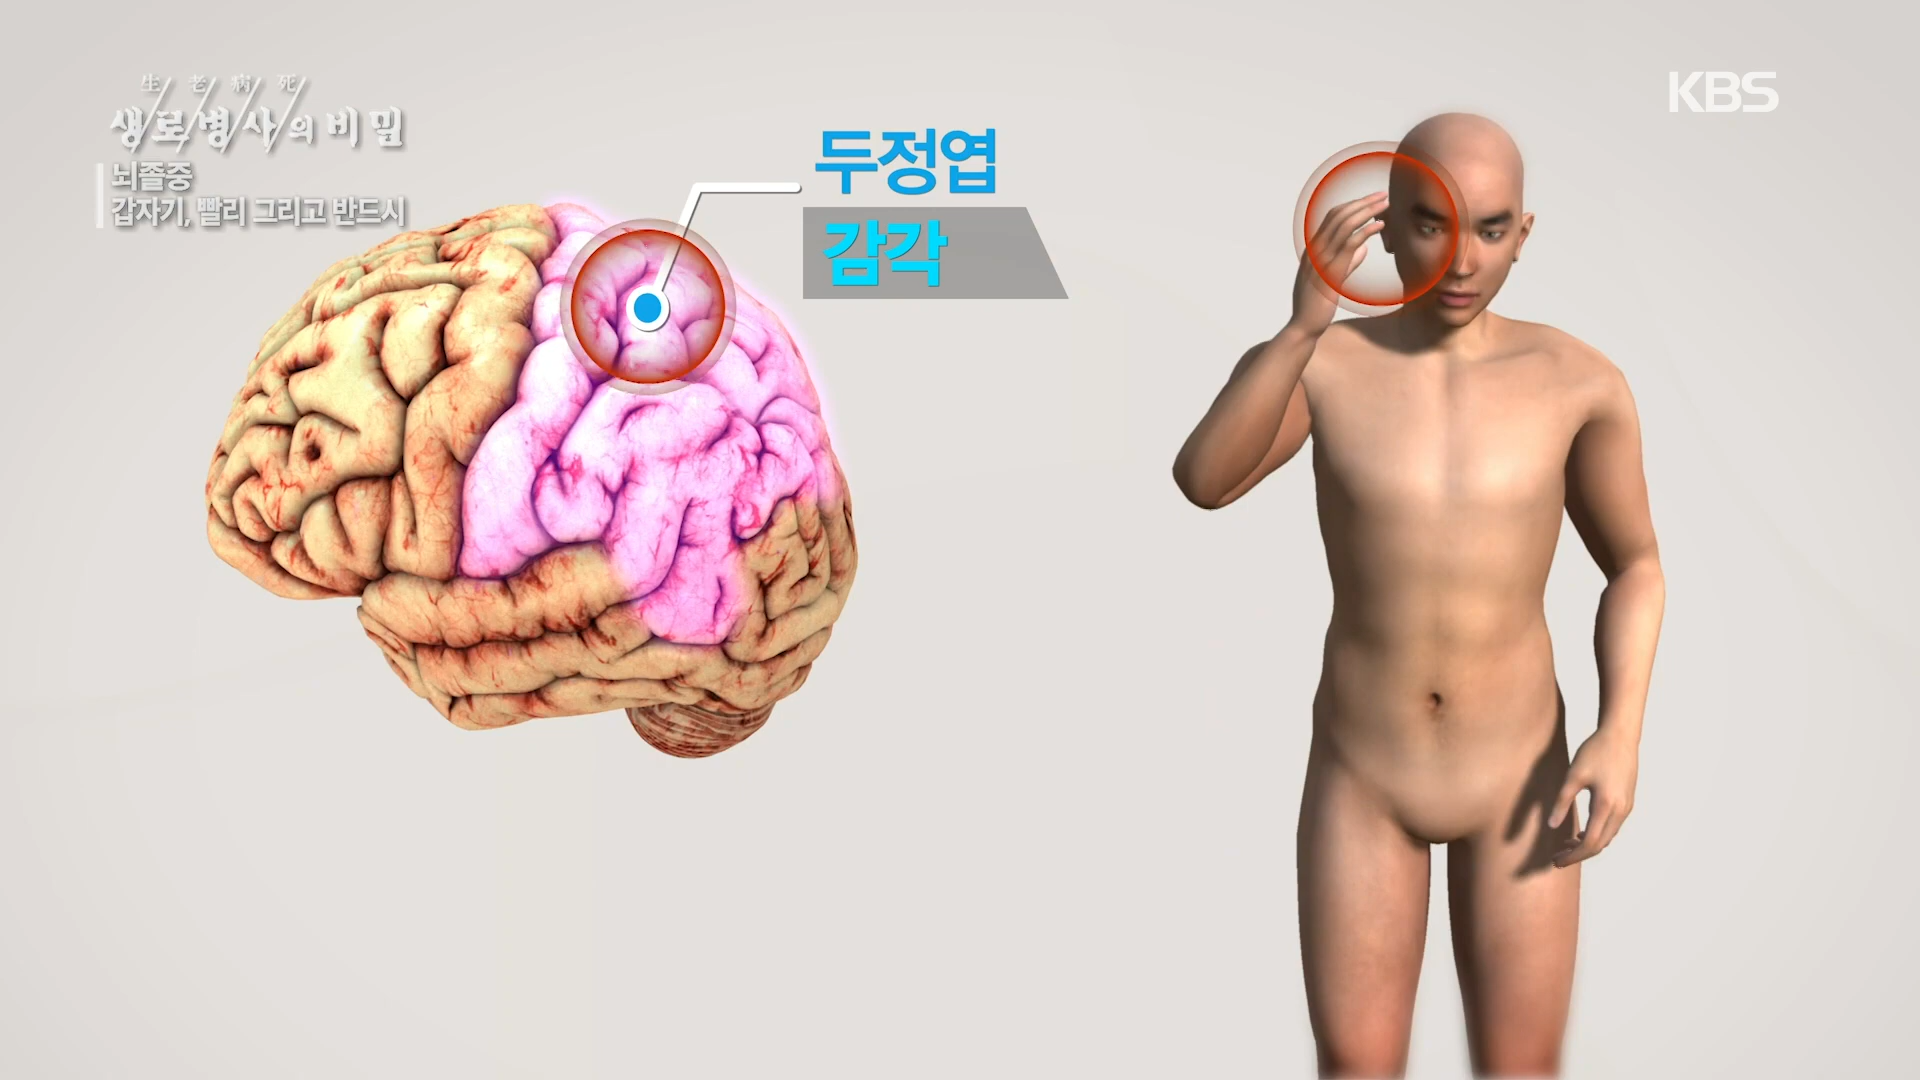 生老病死
생로병사의 비밀
뇌졸중
갑자기, 빨리 그리고 반드시
KBS
두정엽
감각